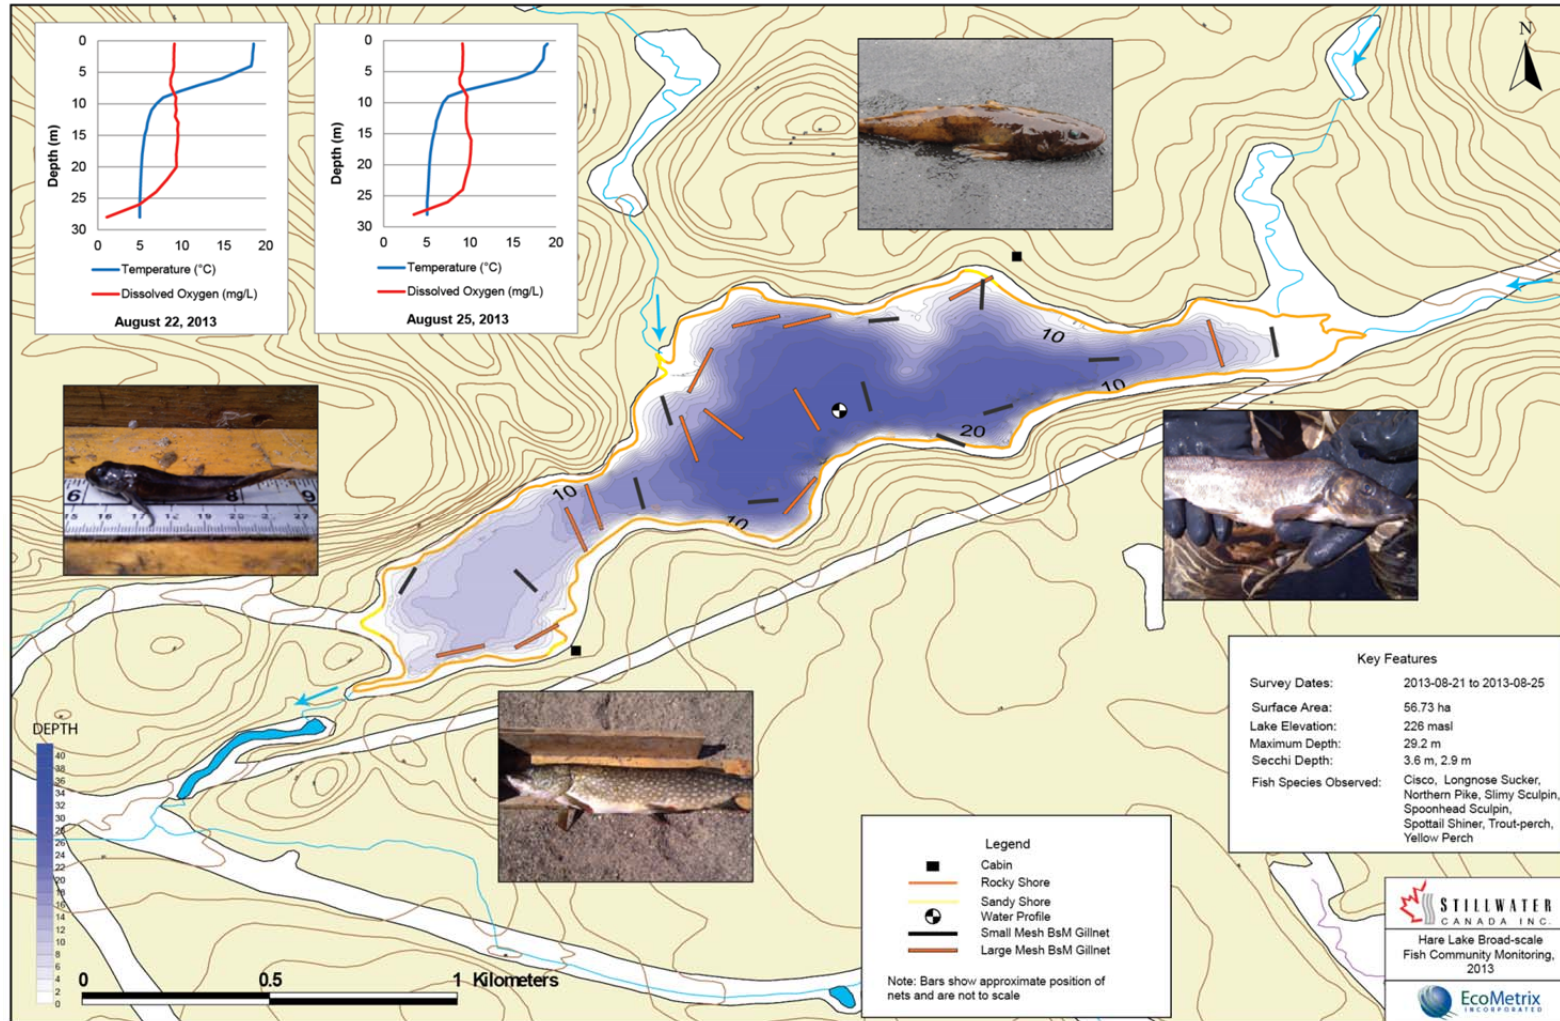 0
5
10
15
20
25
30
Depth (m)
0 5 10 15 20
Temperature (°C)
Dissolved Oxygen (mg/L)
August 22, 2013
0
5
10
15
20
25
30
Depth (m)
0 5 10 15 20
Temperature (°C)
Dissolved Oxygen (mg/L)
August 25, 2013
N
10
10
20
10
10
6 8 9
DEPTH
40
38
36
34
32
30
28
26
24
22
20
18
16
14
12
10
8
6
4
2
0
0 0.5 1 Kilometers
Legend
Cabin
Rocky Shore
Sandy Shore
Water Profile
Small Mesh BsM Gillnet
Large Mesh BsM Gillnet
Note: Bars show approximate position of
nets and are not to scale
Key Features
Survey Dates: 2013-08-21 to 2013-08-25
Surface Area: 56.73 ha
Lake Elevation: 226 masl
Maximum Depth: 29.2 m
Secchi Depth: 3.6 m, 2.9 m
Fish Species Observed: Cisco, Longnose Sucker,
Northern Pike, Slimy Sculpin,
Spoonhead Sculpin,
Spottail Shiner, Trout-perch,
Yellow Perch
STILLWATER
CANADA INC.
Hare Lake Broad-scale
Fish Community Monitoring,
2013
EcoMetrix
INCORPORATED